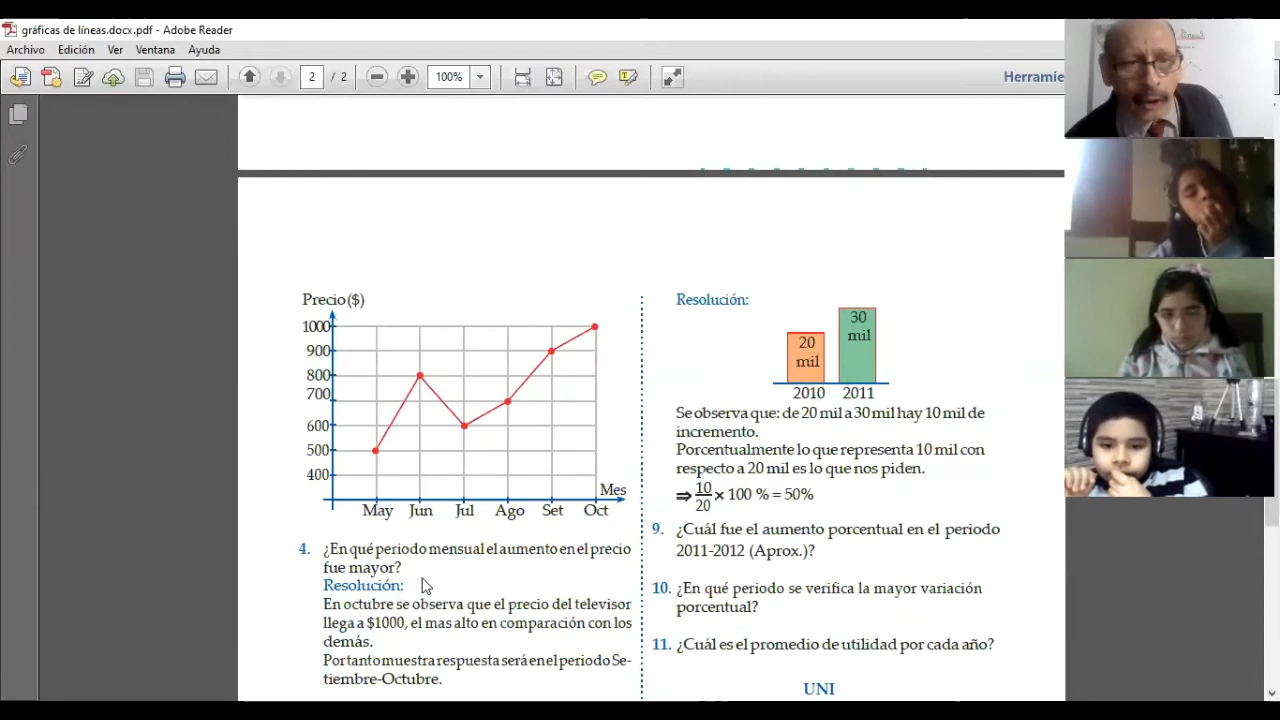 gráficas de líneas.docx.pdf - Adobe Reader
Archivo Edición Ver Ventana Ayuda
2 / 2 100% Herramie
Precio ($)
1000
900
800
700
600
500
400
Mes
May Jun Jul Ago Set Oct
4. ¿En qué periodo mensual el aumento en el precio
fue mayor?
Resolución:
En octubre se observa que el precio del televisor
llega a $1000, el mas alto en comparación con los
demás.
Por tanto muestra respuesta será en el periodo Se-
tiembre-Octubre.
Resolución:
20
mil
30
mil
2010 2011
Se observa que: de 20 mil a 30 mil hay 10 mil de
incremento.
Porcentualmente lo que representa 10 mil con
respecto a 20 mil es lo que nos piden.
⇒ 10/20 × 100 % = 50%
9. ¿Cuál fue el aumento porcentual en el periodo
2011-2012 (Aprox.)?
10. ¿En qué periodo se verifica la mayor variación
porcentual?
11. ¿Cuál es el promedio de utilidad por cada año?
UNI